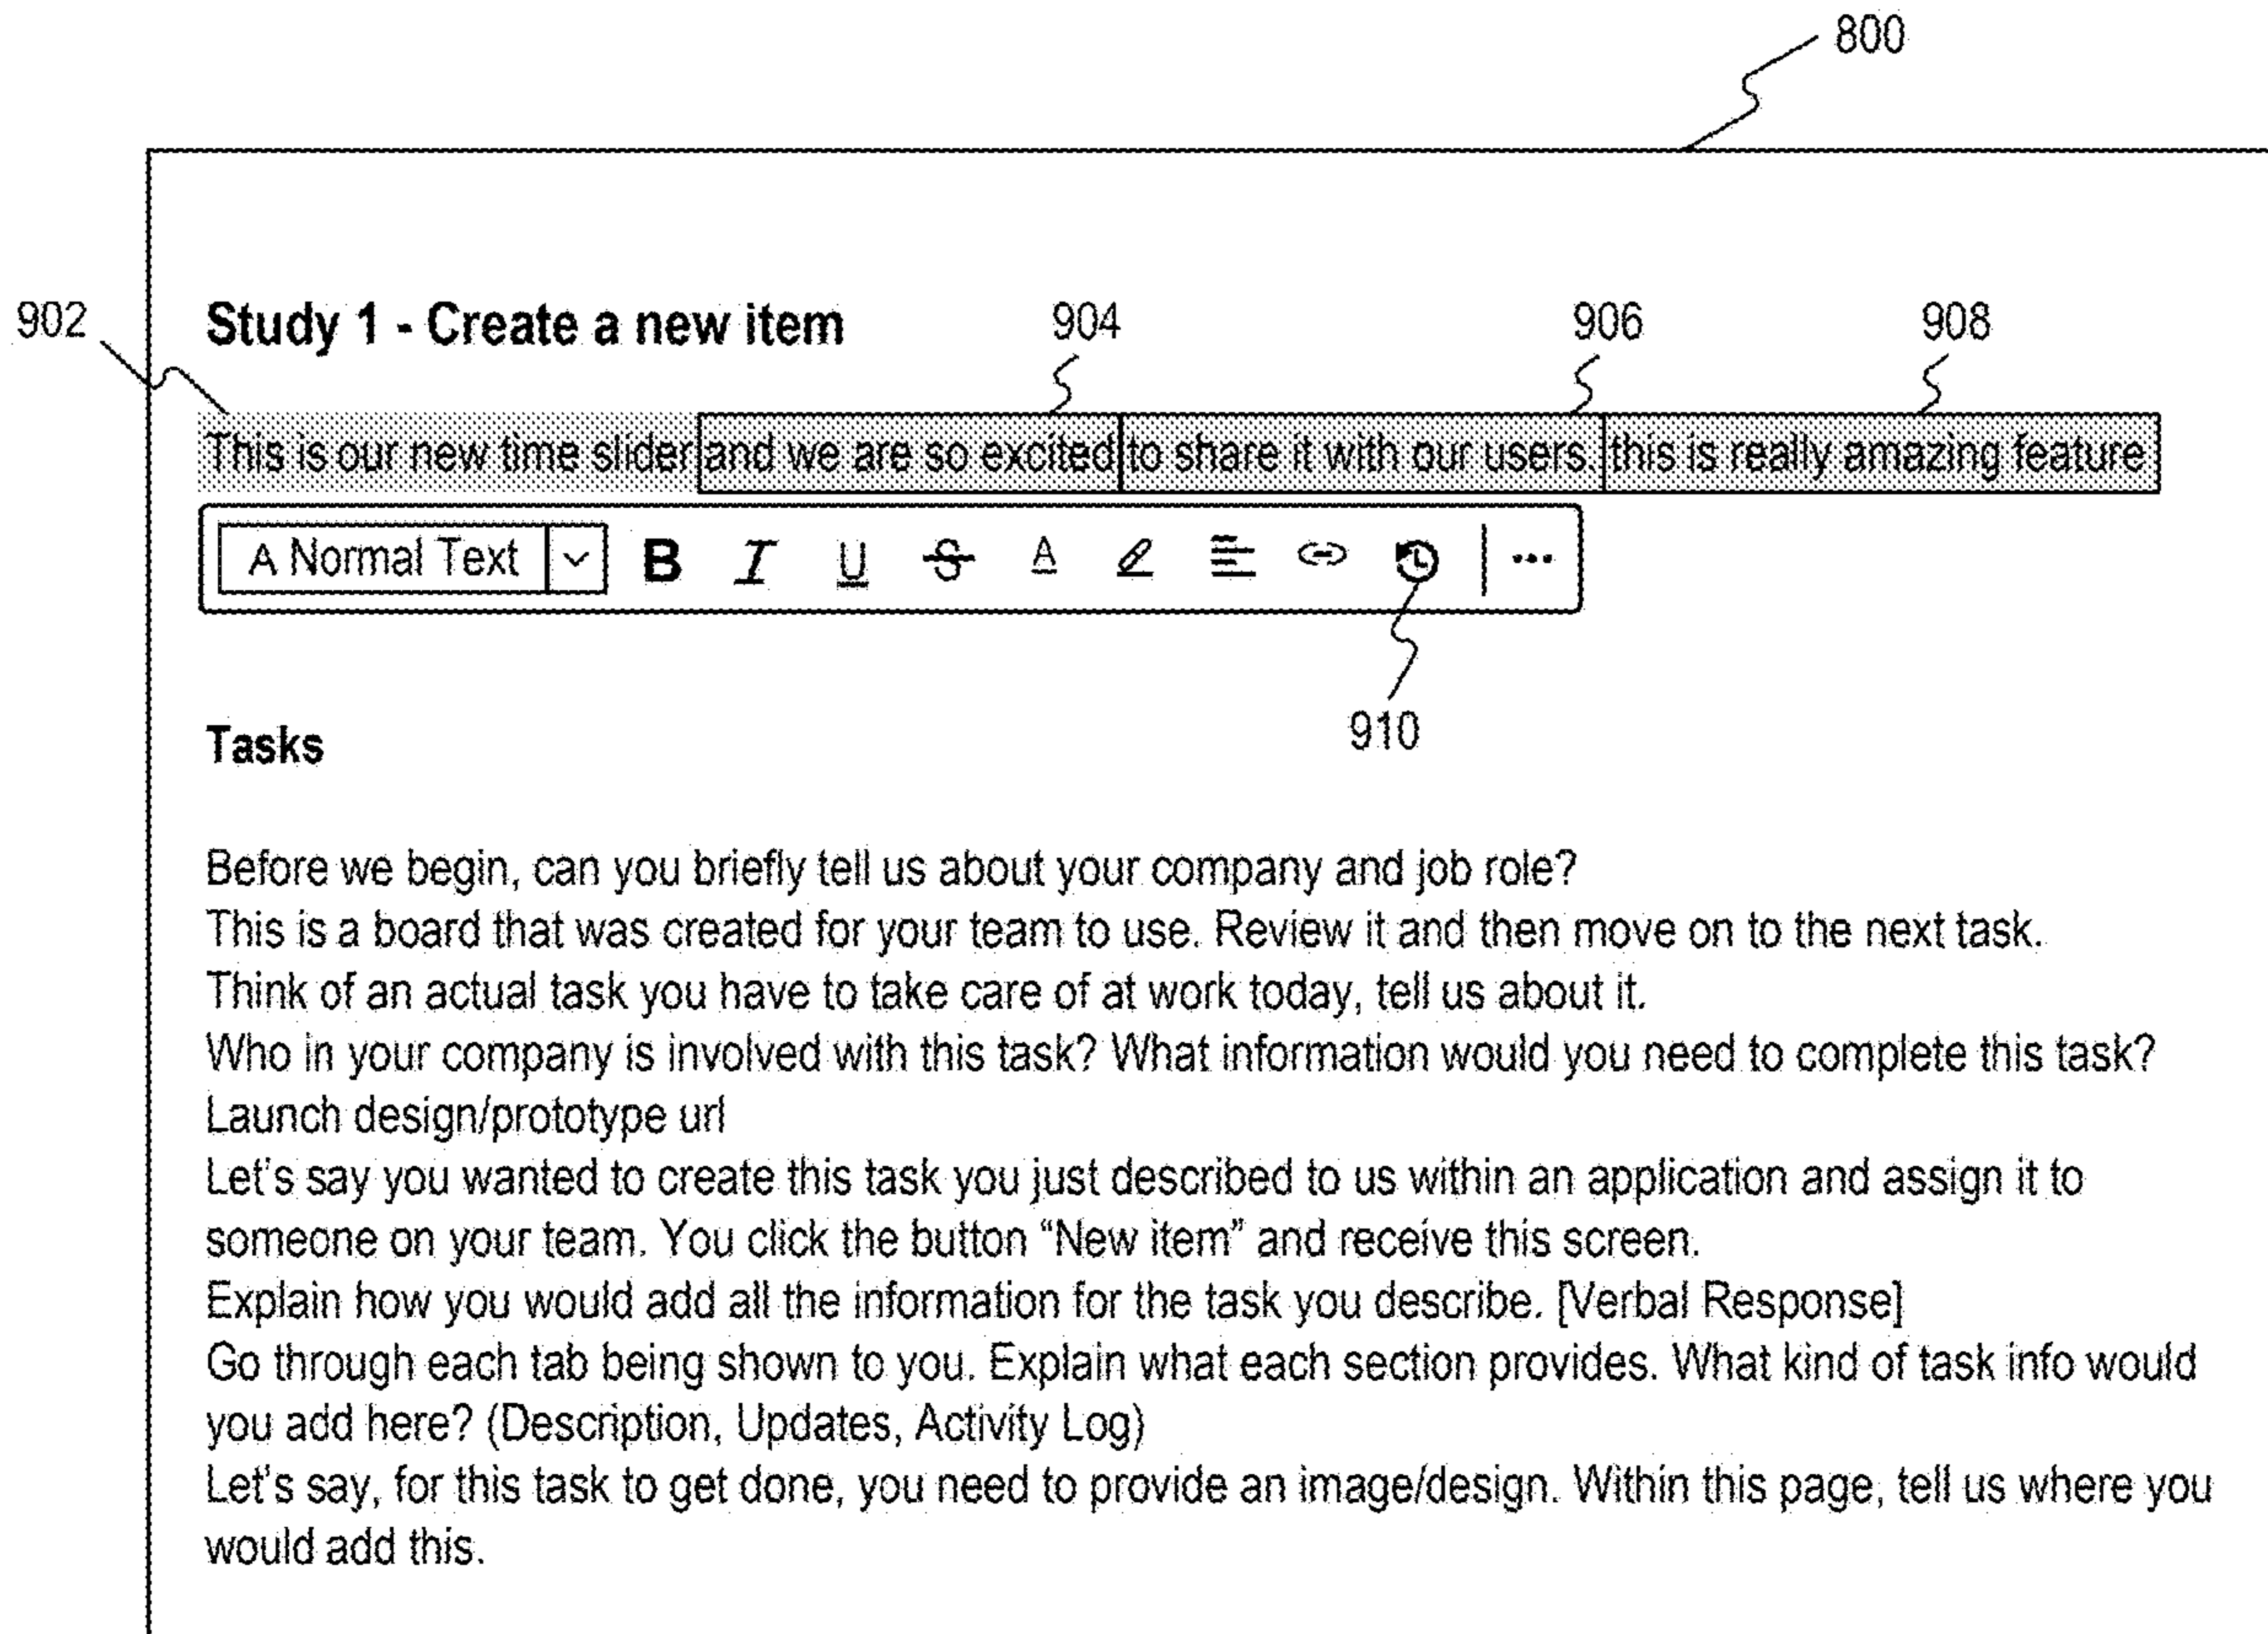 800
902
Study 1 - Create a new item
904
906
908
This is our new time slider and we are so excited to share it with our users. this is really amazing feature
A Normal Text B I U S A ...
910
Tasks
Before we begin, can you briefly tell us about your company and job role?
This is a board that was created for your team to use. Review it and then move on to the next task.
Think of an actual task you have to take care of at work today, tell us about it.
Who in your company is involved with this task? What information would you need to complete this task?
Launch design/prototype url
Let's say you wanted to create this task you just described to us within an application and assign it to
someone on your team. You click the button “New item” and receive this screen.
Explain how you would add all the information for the task you describe. [Verbal Response]
Go through each tab being shown to you. Explain what each section provides. What kind of task info would
you add here? (Description, Updates, Activity Log)
Let's say, for this task to get done, you need to provide an image/design. Within this page, tell us where you
would add this.